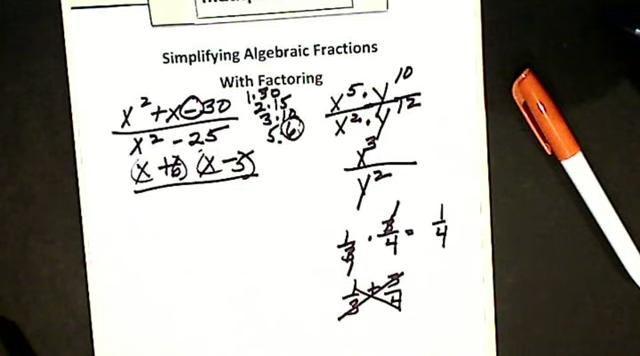 Simplifying Algebraic Fractions
With Factoring
x² + x - 30
x² - 25
(x + 6) (x - 5)
1·30
2·15
3·10
5·6
x⁵·y¹⁰
x²·y¹²
x³
y²
1/3 · 3/4 = 1/4
1/3 + 3/4